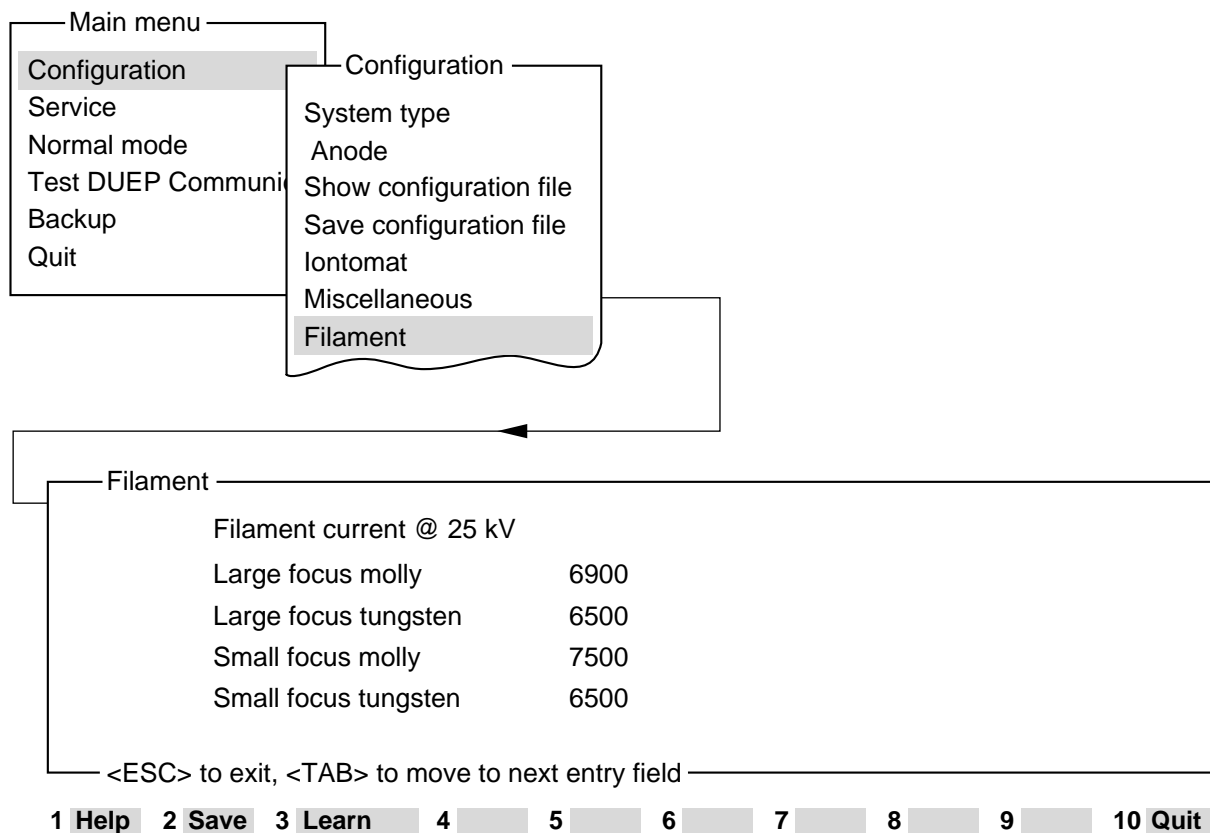 Main menu
Configuration
Service
Normal mode
Test DUEP Communi
Backup
Quit
Configuration
System type
Anode
Show configuration file
Save configuration file
Iontomat
Miscellaneous
Filament
Filament
Filament current @ 25 kV
Large focus molly 6900
Large focus tungsten 6500
Small focus molly 7500
Small focus tungsten 6500
<ESC> to exit, <TAB> to move to next entry field
1 Help 2 Save 3 Learn 4 5 6 7 8 9 10 Quit